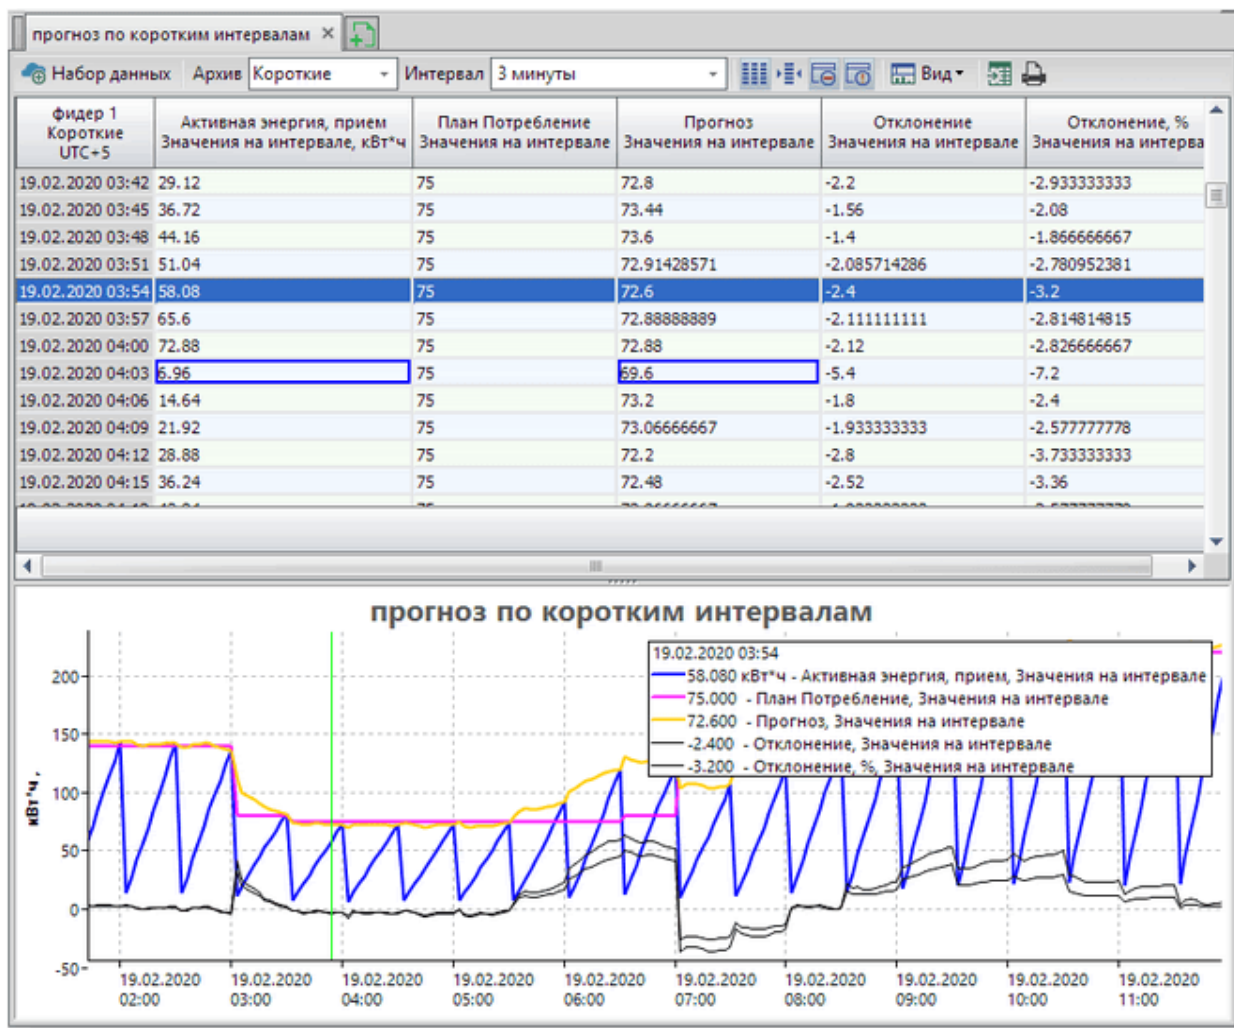 прогноз по коротким интервалам
Набор данных Архив Короткие Интервал 3 минуты Вид
фидер 1 Короткие UTC+5 Активная энергия, прием Значения на интервале, кВт*ч План Потребление Значения на интервале Прогноз Значения на интервале Отклонение Значения на интервале Отклонение, % Значения на интерва
19.02.2020 03:42 29.12 75 72.8 -2.2 -2.933333333
19.02.2020 03:45 36.72 75 73.44 -1.56 -2.08
19.02.2020 03:48 44.16 75 73.6 -1.4 -1.866666667
19.02.2020 03:51 51.04 75 72.91428571 -2.085714286 -2.780952381
19.02.2020 03:54 58.08 75 72.6 -2.4 -3.2
19.02.2020 03:57 65.6 75 72.88888889 -2.111111111 -2.814814815
19.02.2020 04:00 72.88 75 72.88 -2.12 -2.826666667
19.02.2020 04:03 6.96 75 69.6 -5.4 -7.2
19.02.2020 04:06 14.64 75 73.2 -1.8 -2.4
19.02.2020 04:09 21.92 75 73.06666667 -1.933333333 -2.577777778
19.02.2020 04:12 28.88 75 72.2 -2.8 -3.733333333
19.02.2020 04:15 36.24 75 72.48 -2.52 -3.36
прогноз по коротким интервалам
19.02.2020 03:54
58.080 кВт*ч - Активная энергия, прием, Значения на интервале
75.000 - План Потребление, Значения на интервале
72.600 - Прогноз, Значения на интервале
-2.400 - Отклонение, Значения на интервале
-3.200 - Отклонение, %, Значения на интервале
кВт*ч ,
200
150
100
50
0
-50
19.02.2020 19.02.2020 19.02.2020 19.02.2020 19.02.2020 19.02.2020 19.02.2020 19.02.2020 19.02.2020 19.02.2020
02:00 03:00 04:00 05:00 06:00 07:00 08:00 09:00 10:00 11:00